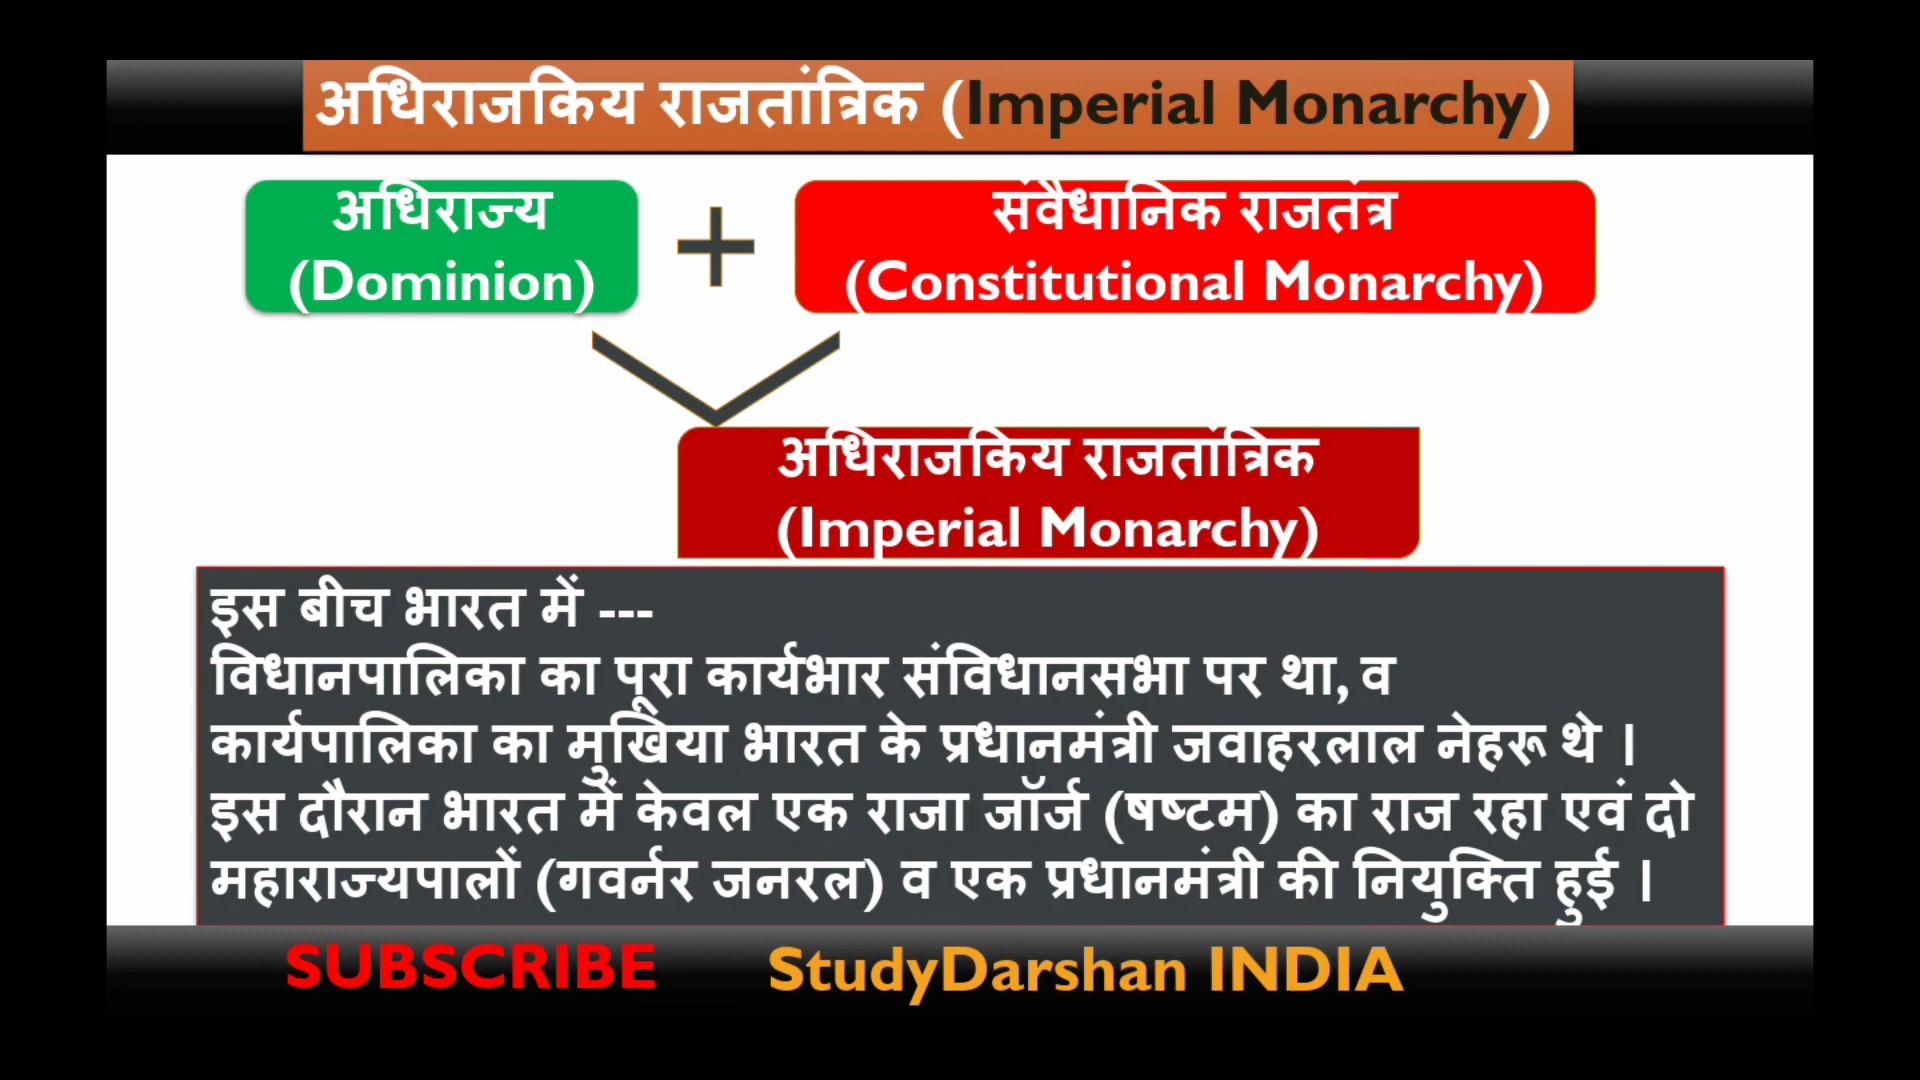 अधिराजकिय राजतांत्रिक (Imperial Monarchy)
अधिराज्य
(Dominion)
+
संवैधानिक राजतंत्र
(Constitutional Monarchy)
अधिराजकिय राजतांत्रिक
(Imperial Monarchy)
इस बीच भारत में ---
विधानपालिका का पूरा कार्यभार संविधानसभा पर था, व
कार्यपालिका का मुखिया भारत के प्रधानमंत्री जवाहरलाल नेहरू थे |
इस दौरान भारत में केवल एक राजा जॉर्ज (षष्टम) का राज रहा एवं दो
महाराज्यपालों (गवर्नर जनरल) व एक प्रधानमंत्री की नियुक्ति हुई |
SUBSCRIBE StudyDarshan INDIA